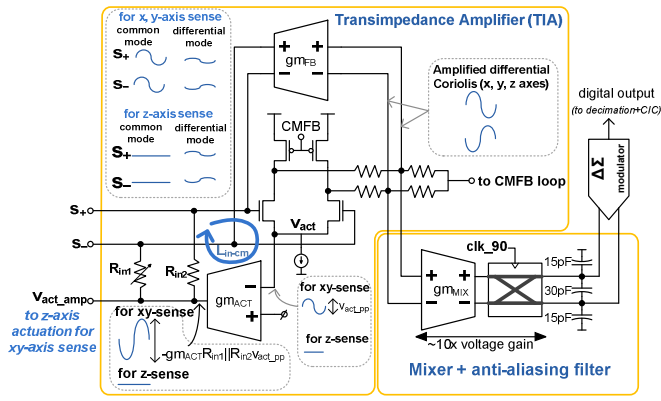 Transimpedance Amplifier (TIA)
for x, y-axis sense
common mode
differential mode
S+
S−
for z-axis sense
common mode
differential mode
S+
S−
+ +
gmFB
− −
CMFB
Amplified differential Coriolis (x, y, z axes)
digital output
(to decimation+CIC)
ΔΣ modulator
to CMFB loop
S+
S−
Vact
Lin-cm
Rin1
Rin2
Vact_amp
to z-axis actuation for xy-axis sense
for xy-sense
for z-sense
−
gmACT
+
-gmACTRin1||Rin2vact_pp
for xy-sense
vact_pp
for z-sense
clk_90
+ +
gmMIX
− −
15pF
30pF
15pF
~10x voltage gain
Mixer + anti-aliasing filter